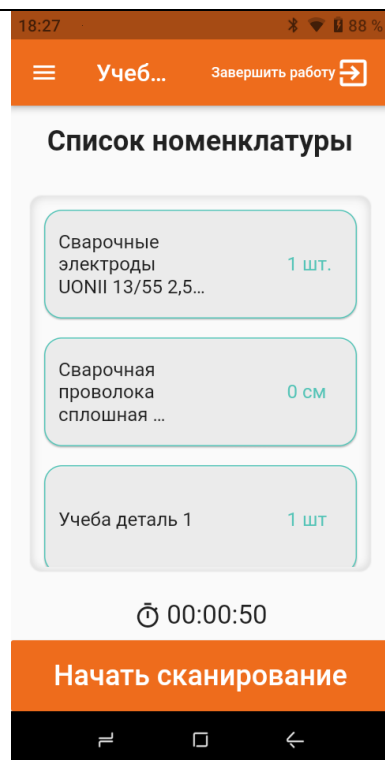 18:27
88 %
Учеб...
Завершить работу
Список номенклатуры
Сварочные
электроды
UONII 13/55 2,5...
1 шт.
Сварочная
проволока
сплошная ...
0 см
Учеба деталь 1
1 шт
00:00:50
Начать сканирование